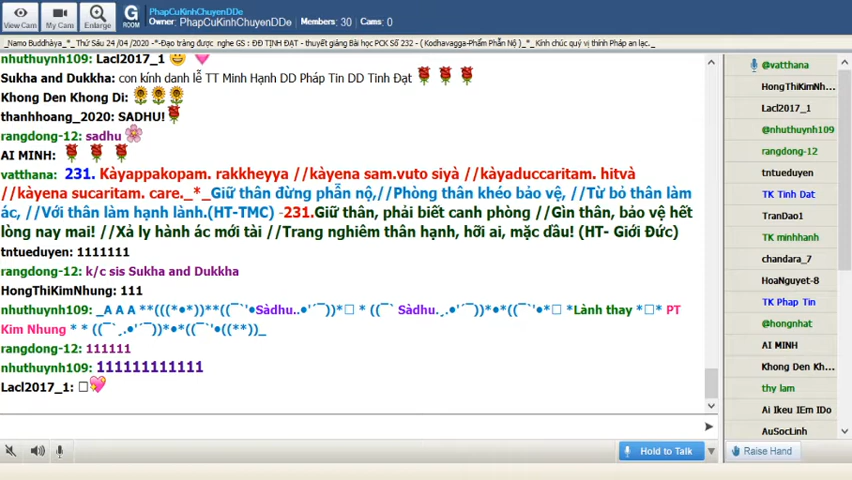 View Cam
My Cam
Enlarge
G
ROOM
PhapCuKinhChuyenDDe
Owner: PhapCuKinhChuyenDDe Members: 30 Cams: 0
_Namo Buddhàya_*_ Thứ Sáu 24 /04 /2020 -*-Đạo tràng được nghe GS : ĐĐ TỊNH ĐẠT - thuyết giảng Bài học PCK Số 232 - ( Kodhavagga-Phẩm Phẫn Nộ )_*_ Kính chúc quý vị thính Pháp an lạc._
nhuthuynh109: Lacl2017_1
Sukha and Dukkha: con kính danh lễ TT Minh Hạnh DD Pháp Tin DD Tinh Đạt
Khong Den Khong Di:
thanhhoang_2020: SADHU!
rangdong-12: sadhu
AI MINH:
vatthana: 231. Kàyappakopam. rakkheyya //kàyena sam.vuto siyà //kàyaduccaritam. hitvà
//kàyena sucaritam. care._*_Giữ thân đừng phẫn nộ,//Phòng thân khéo bảo vệ, //Từ bỏ thân làm
ác, //Với thân làm hạnh lành.(HT-TMC) -231.Giữ thân, phải biết canh phòng //Gìn thân, bảo vệ hết
lòng nay mai! //Xả ly hành ác mới tài //Trang nghiêm thân hạnh, hỡi ai, mặc dầu! (HT- Giới Đức)
tntueduyen: 1111111
rangdong-12: k/c sis Sukha and Dukkha
HongThiKimNhung: 111
nhuthuynh109: _A A A **(((*•*))**((¯`'•Sàdhu..•'´¯))*□ * ((¯` Sàdhu.¸.•'´¯))*•*((¯`'•*□ *Lành thay *□* PT
Kim Nhung * * ((¯`¸.•'´¯))*•*((¯`'•((**))_
rangdong-12: 111111
nhuthuynh109: 111111111111
Lacl2017_1: □
Hold to Talk
@vatthana
HongThiKimNh...
Lacl2017_1
@nhuthuynh109
rangdong-12
tntueduyen
TK Tinh Dat
TranDao1
TK minhhanh
chandara_7
HoaNguyet-8
TK Phap Tin
@hongnhat
AI MINH
Khong Den K...
thy lam
Ai Ikeu IEm IDo
AuSocLinh
Raise Hand